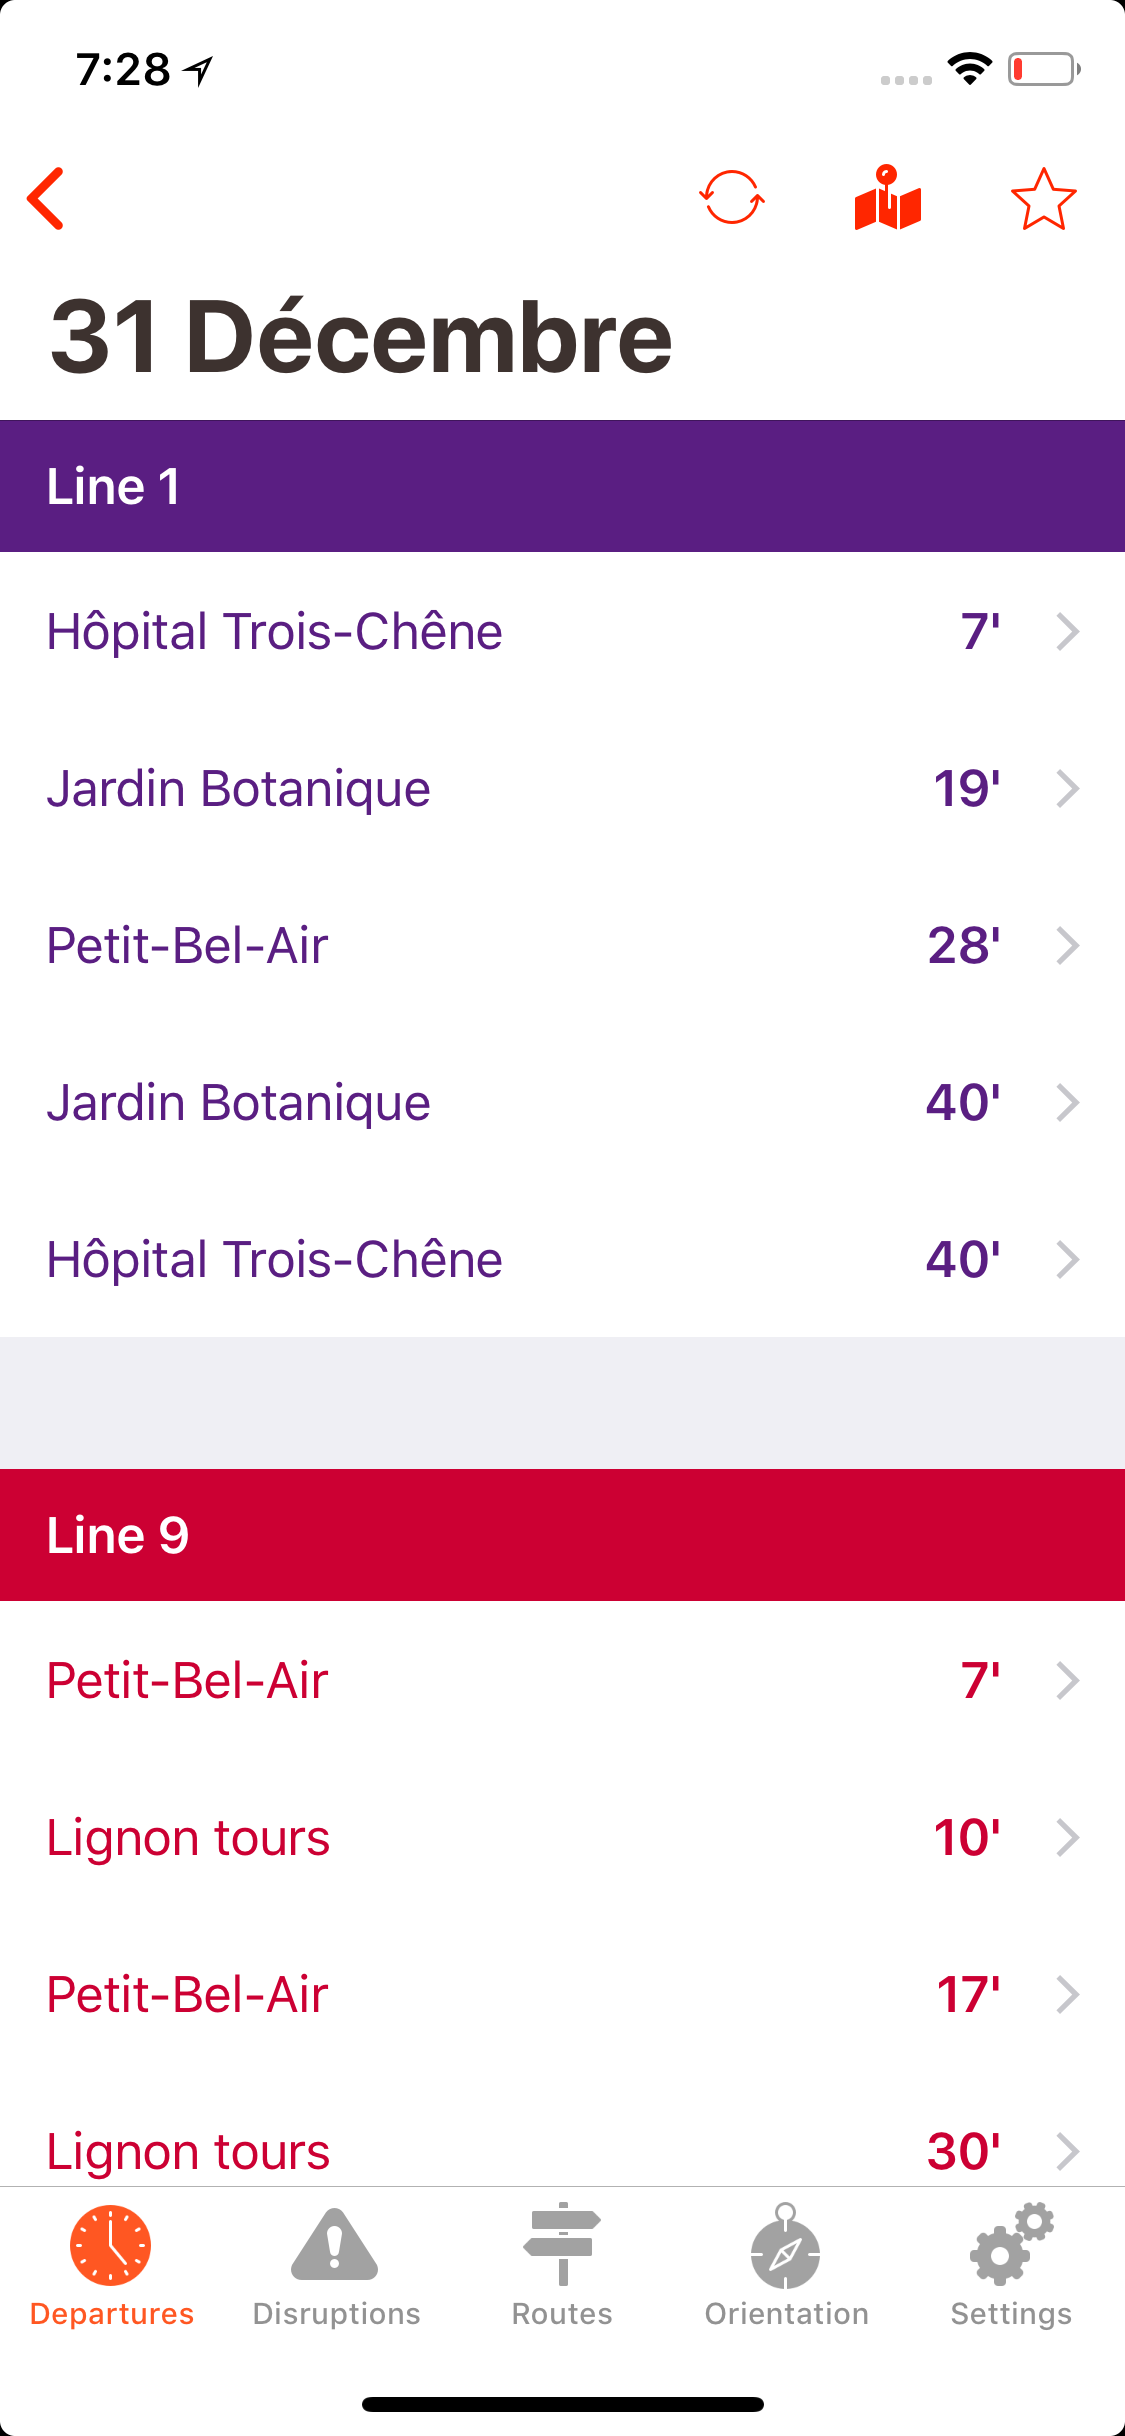 7:28
31 Décembre
Line 1
Hôpital Trois-Chêne 7'
Jardin Botanique 19'
Petit-Bel-Air 28'
Jardin Botanique 40'
Hôpital Trois-Chêne 40'
Line 9
Petit-Bel-Air 7'
Lignon tours 10'
Petit-Bel-Air 17'
Lignon tours 30'
Departures Disruptions Routes Orientation Settings